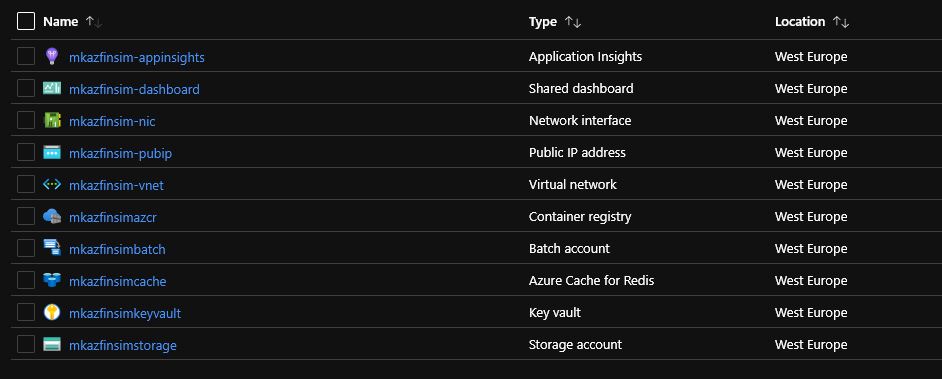 Name ↑↓ Type ↑↓ Location ↑↓
mkazfinsim-appinsights Application Insights West Europe
mkazfinsim-dashboard Shared dashboard West Europe
mkazfinsim-nic Network interface West Europe
mkazfinsim-pubip Public IP address West Europe
mkazfinsim-vnet Virtual network West Europe
mkazfinsimazcr Container registry West Europe
mkazfinsimbatch Batch account West Europe
mkazfinsimcache Azure Cache for Redis West Europe
mkazfinsimkeyvault Key vault West Europe
mkazfinsimstorage Storage account West Europe